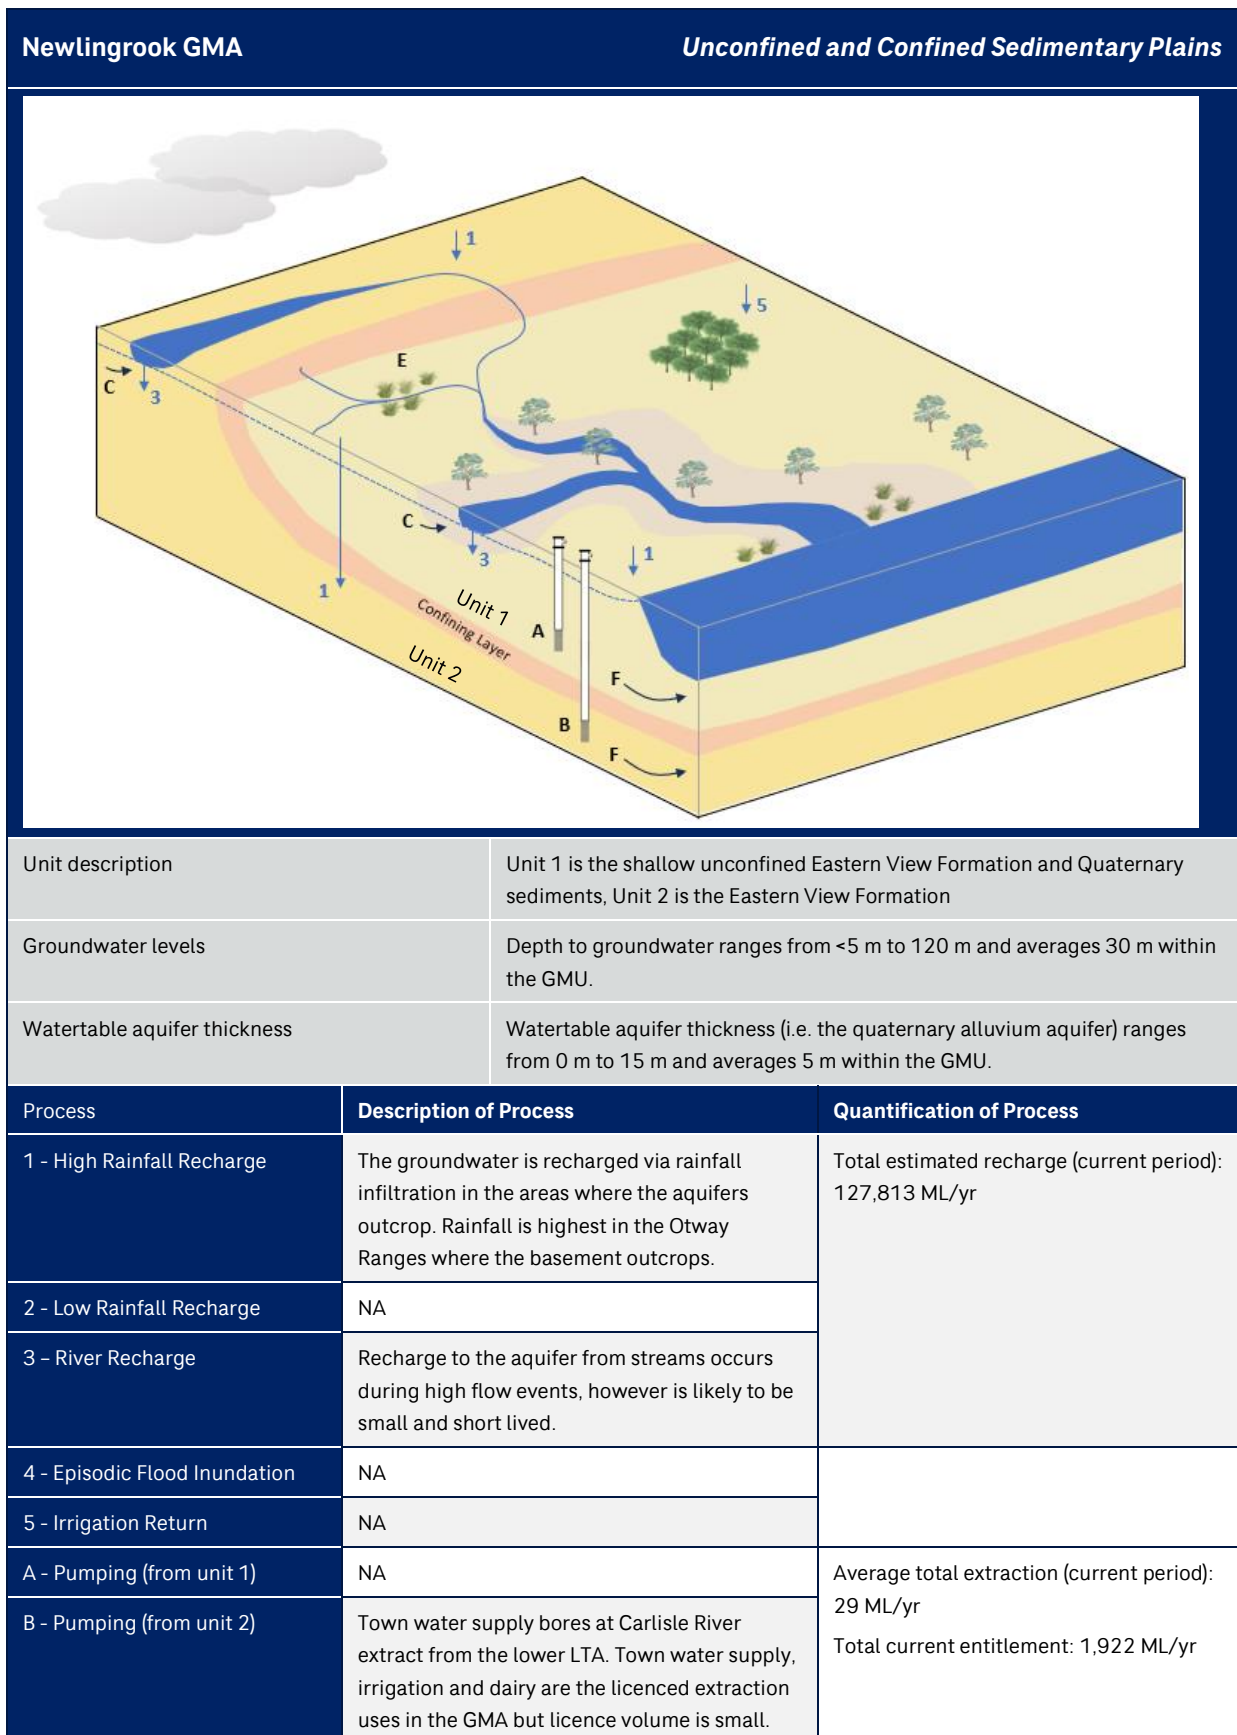 Newlingrook GMA
Unconfined and Confined Sedimentary Plains
1
5
E
C
3
C
3
1
1
Unit 1
Confining Layer
Unit 2
A
B
F
F
Unit description
Unit 1 is the shallow unconfined Eastern View Formation and Quaternary
sediments, Unit 2 is the Eastern View Formation
Groundwater levels
Depth to groundwater ranges from <5 m to 120 m and averages 30 m within
the GMU.
Watertable aquifer thickness
Watertable aquifer thickness (i.e. the quaternary alluvium aquifer) ranges
from 0 m to 15 m and averages 5 m within the GMU.
Process
Description of Process
Quantification of Process
1 - High Rainfall Recharge
The groundwater is recharged via rainfall
infiltration in the areas where the aquifers
outcrop. Rainfall is highest in the Otway
Ranges where the basement outcrops.
Total estimated recharge (current period):
127,813 ML/yr
2 - Low Rainfall Recharge
NA
3 – River Recharge
Recharge to the aquifer from streams occurs
during high flow events, however is likely to be
small and short lived.
4 - Episodic Flood Inundation
NA
5 - Irrigation Return
NA
A - Pumping (from unit 1)
NA
Average total extraction (current period):
29 ML/yr
Total current entitlement: 1,922 ML/yr
B - Pumping (from unit 2)
Town water supply bores at Carlisle River
extract from the lower LTA. Town water supply,
irrigation and dairy are the licenced extraction
uses in the GMA but licence volume is small.